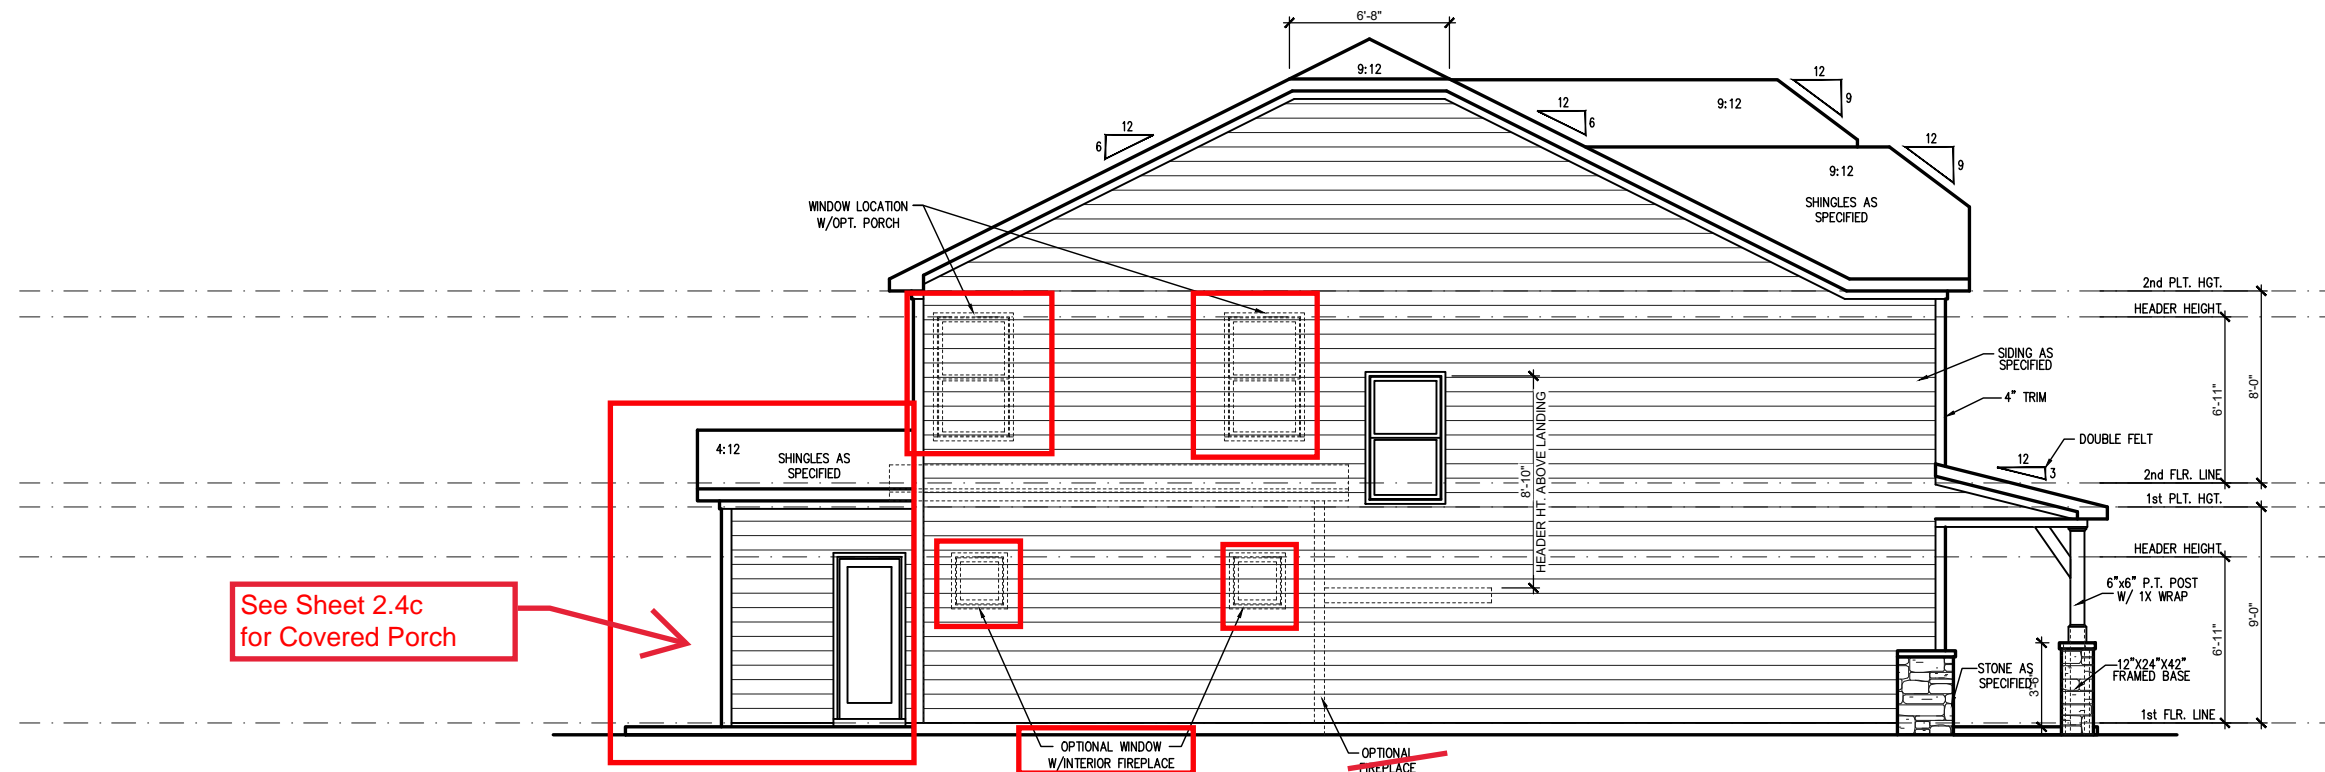 6'-8"
9:12
12
9
12
6
9:12
12
6
12
9
9:12
SHINGLES AS
SPECIFIED
WINDOW LOCATION
W/OPT. PORCH
2nd PLT. HGT.
HEADER HEIGHT
SIDING AS
SPECIFIED
6'-11"
8'-0"
4" TRIM
DOUBLE FELT
4:12
SHINGLES AS
SPECIFIED
12
3
2nd FLR. LINE
1st PLT. HGT.
8'-10"
HEADER HT. ABOVE LANDING
HEADER HEIGHT
6"x6" P.T. POST
W/ 1X WRAP
See Sheet 2.4c
for Covered Porch
6'-11"
9'-0"
STONE AS
SPECIFIED
3'-6"
12"X24"X42"
FRAMED BASE
1st FLR. LINE
OPTIONAL WINDOW
W/INTERIOR FIREPLACE
OPTIONAL
FIREPLACE